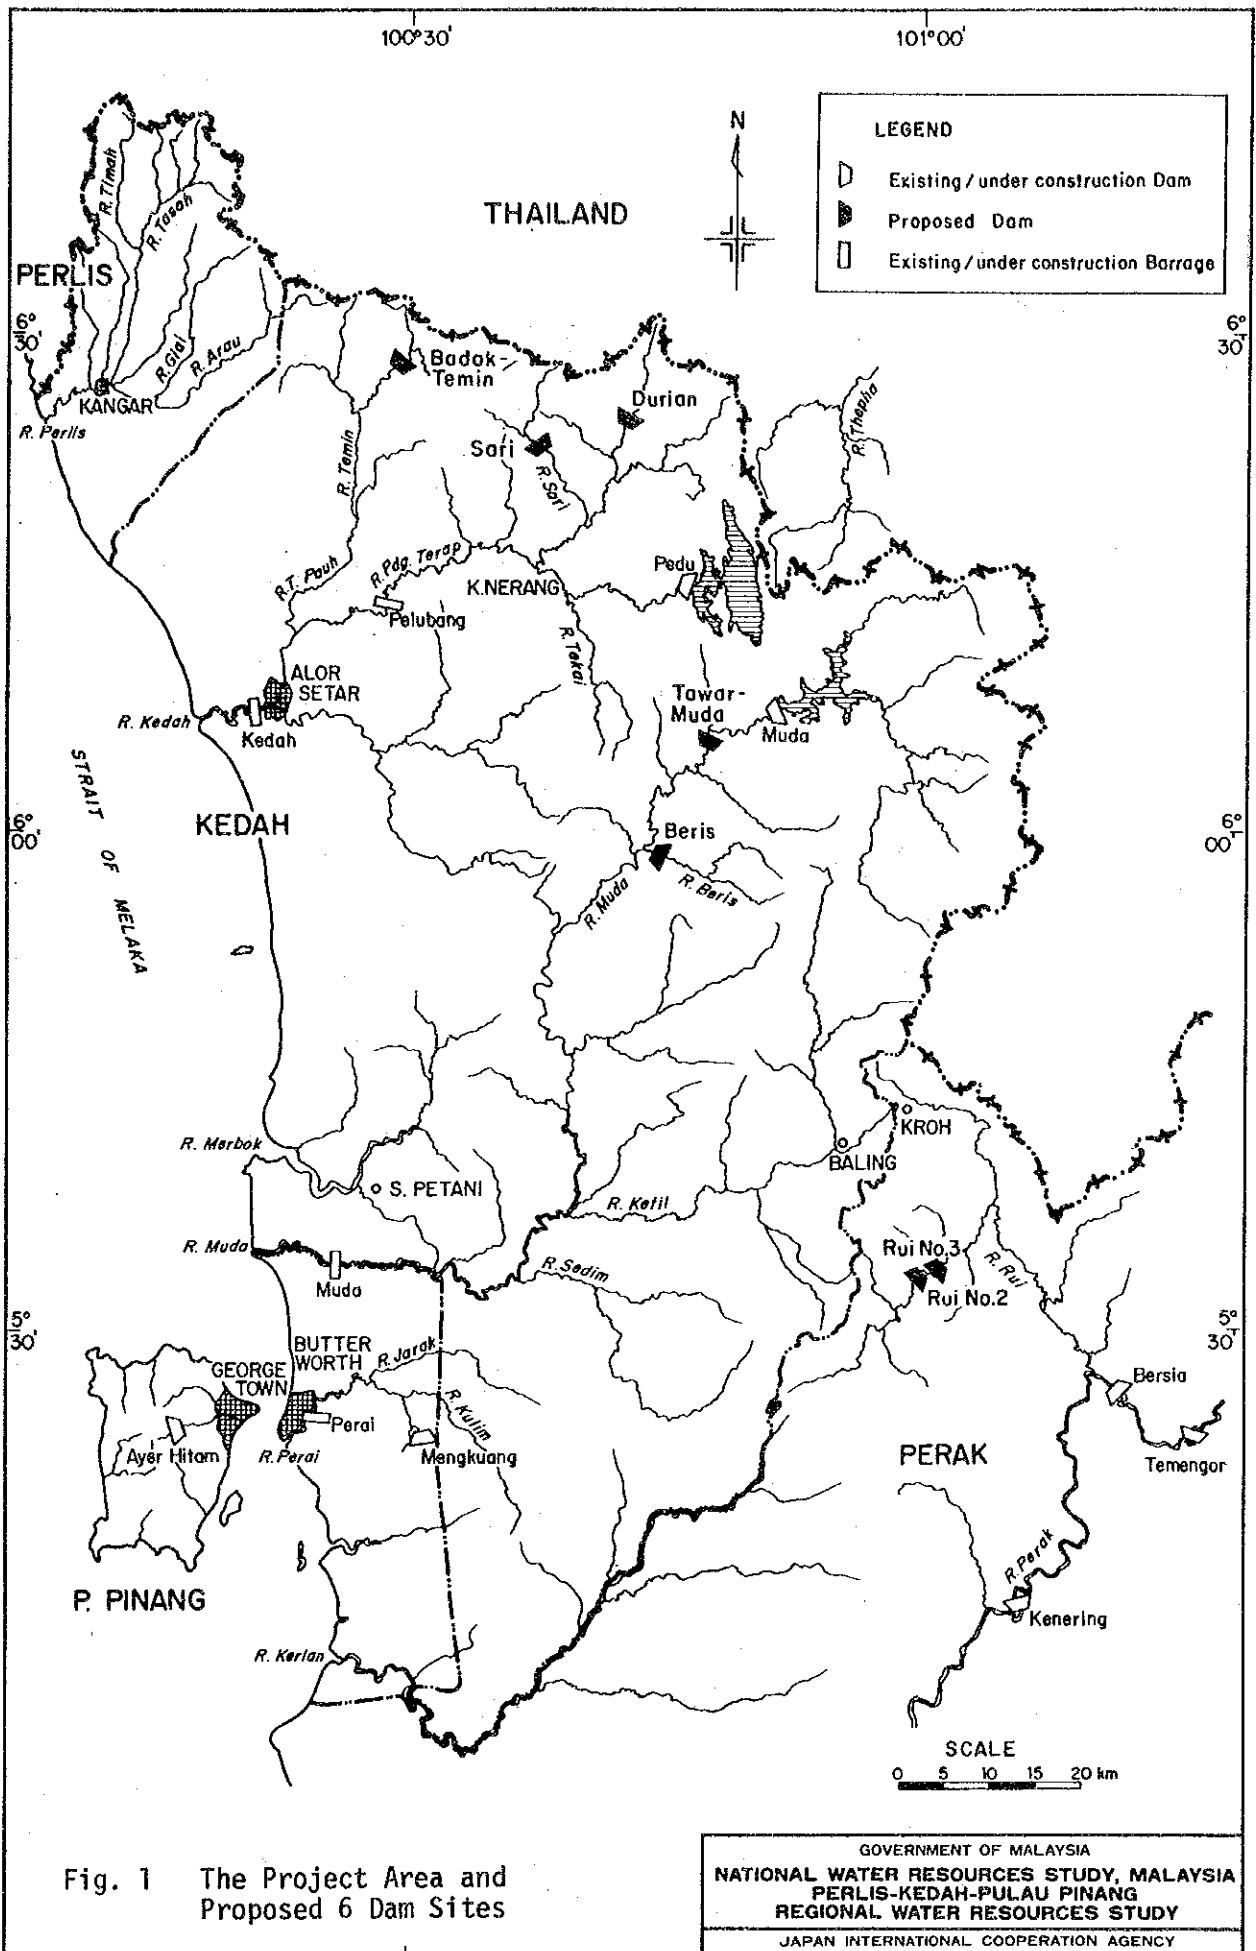 100°30'
101°00'
N
LEGEND
Existing/under construction Dam
Proposed Dam
Existing/under construction Barrage
THAILAND
R. Timah
R. Tasoh
PERLIS
6°
30'
6°
30'
R. Gial
R. Arau
KANGAR
R. Perlis
Badak-
Temin
Durian
R. Thepha
Sari
R. Sari
R. Temin
R. T. Pauh
R. Pdg. Terap
Pelubang
K.NERANG
Pedu
R. Tekai
ALOR
SETAR
R. Kedah
Kedah
Tawar-
Muda
Muda
STRAIT OF MELAKA
KEDAH
6°
00'
6°
00'
Beris
R. Muda
R. Beris
R. Merbok
S. PETANI
KROH
BALING
R. Ketil
R. Muda
Muda
R. Sedim
Rui No.3
Rui No.2
R. Rui
5°
30'
5°
30'
BUTTER
WORTH
GEORGE
TOWN
R. Jarak
R. Kulim
Perai
Ayer Hitam
R. Perai
Mengkuang
Bersia
PERAK
Temengor
P. PINANG
R. Perak
Kenering
R. Kerian
SCALE
0 5 10 15 20 km
Fig. 1 The Project Area and
Proposed 6 Dam Sites
GOVERNMENT OF MALAYSIA
NATIONAL WATER RESOURCES STUDY, MALAYSIA
PERLIS-KEDAH-PULAU PINANG
REGIONAL WATER RESOURCES STUDY
JAPAN INTERNATIONAL COOPERATION AGENCY